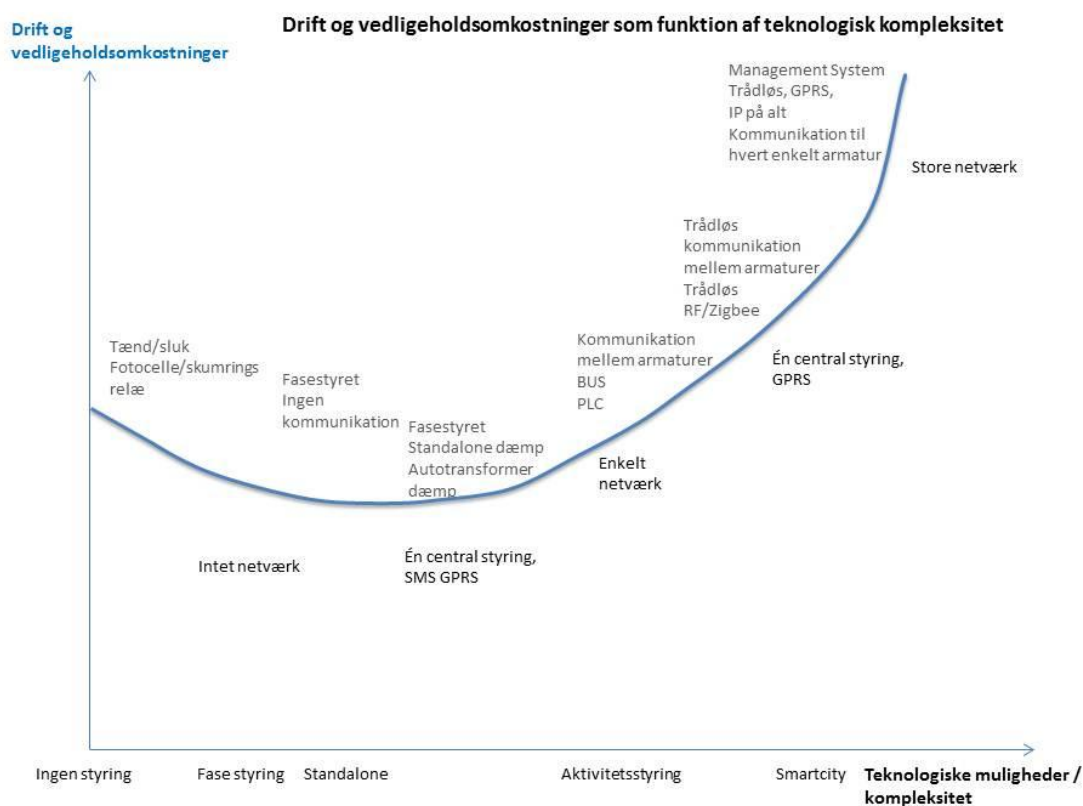 Drift og vedligeholdsomkostninger som funktion af teknologisk kompleksitet
Drift og
vedligeholdsomkostninger
Management System
Trådløs, GPRS,
IP på alt
Kommunikation til
hvert enkelt armatur
Store netværk
Trådløs
kommunikation
mellem armaturer
Trådløs
RF/Zigbee
Tænd/sluk
Fotocelle/skumrings
relæ
Fasestyret
Ingen
kommunikation
Fasestyret
Standalone dæmp
Autotransformer
dæmp
Kommunikation
mellem armaturer
BUS
PLC
Én central styring,
GPRS
Enkelt
netværk
Intet netværk
Én central styring,
SMS GPRS
Ingen styring
Fase styring
Standalone
Aktivitetsstyring
Smartcity
Teknologiske muligheder /
kompleksitet